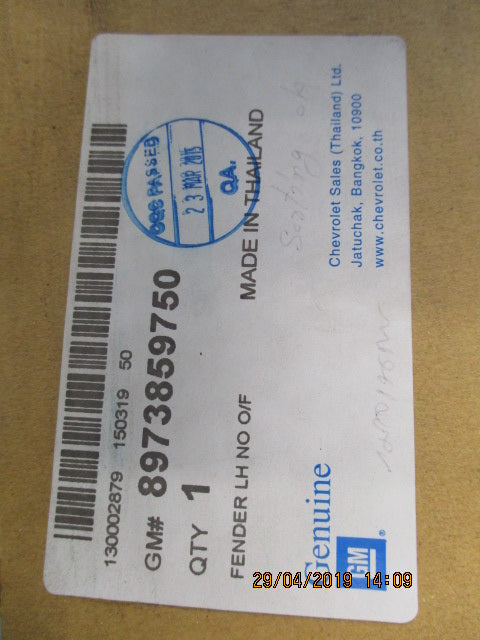 130002879 150319 50
GM# 8973859750
QTY 1
FENDER LH NO O/F
MADE IN THAILAND
PASSED
23 MAR 2015
QA.
Genuine
GM ®
Chevrolet Sales (Thailand) Ltd.
Jatuchak, Bangkok, 10900
www.chevrolet.co.th
29/04/2019 14:09